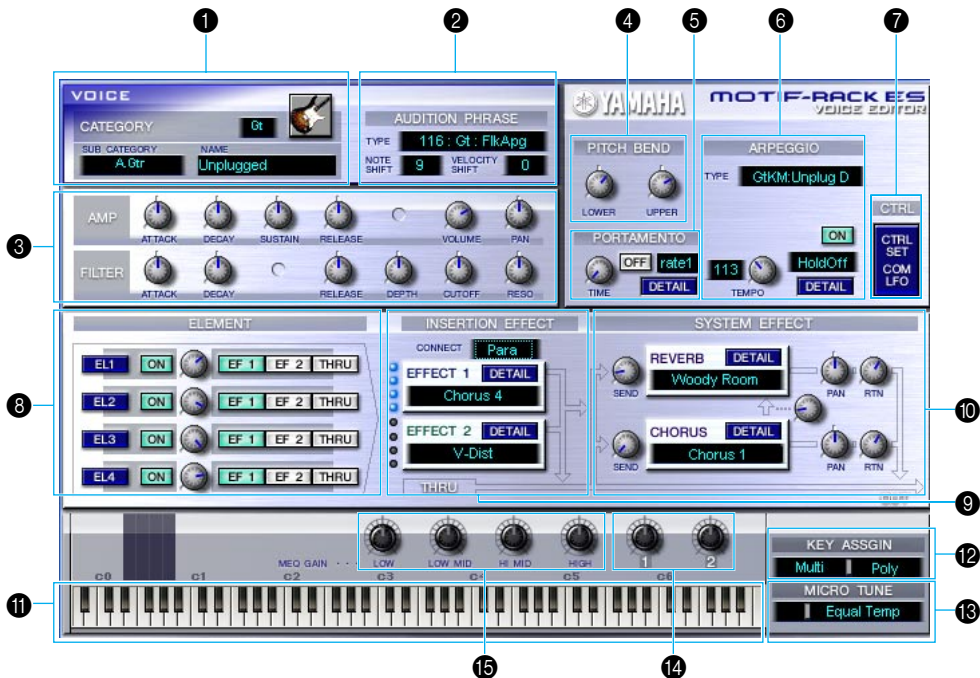 1 2 4 5 6 7
VOICE
CATEGORY Gt
SUB CATEGORY NAME
A.Gtr Unplugged
AUDITION PHRASE
TYPE 116 : Gt : FlkApg
NOTE SHIFT 9 VELOCITY SHIFT 0
YAMAHA MOTIF-RACK ES
VOICE EDITOR
PITCH BEND
LOWER UPPER
ARPEGGIO
TYPE GtKM:Unplug D
ON
113 HoldOff
TEMPO DETAIL
CTRL
CTRL SET
COM LFO
PORTAMENTO
OFF rate1
TIME DETAIL
3
AMP
ATTACK DECAY SUSTAIN RELEASE VOLUME PAN
FILTER
ATTACK DECAY RELEASE DEPTH CUTOFF RESO
8
ELEMENT
EL1 ON EF 1 EF 2 THRU
EL2 ON EF 1 EF 2 THRU
EL3 ON EF 1 EF 2 THRU
EL4 ON EF 1 EF 2 THRU
INSERTION EFFECT
CONNECT Para
EFFECT 1 DETAIL
Chorus 4
EFFECT 2 DETAIL
V-Dist
THRU
SYSTEM EFFECT
SEND REVERB DETAIL
Woody Room
PAN RTN
SEND CHORUS DETAIL
Chorus 1
PAN RTN
10
9
MEQ GAIN LOW LOW MID HI MID HIGH 1 2
c0 c1 c2 c3 c4 c5 c6
KEY ASSGIN
Multi Poly
12
MICRO TUNE
Equal Temp
13
11
15 14